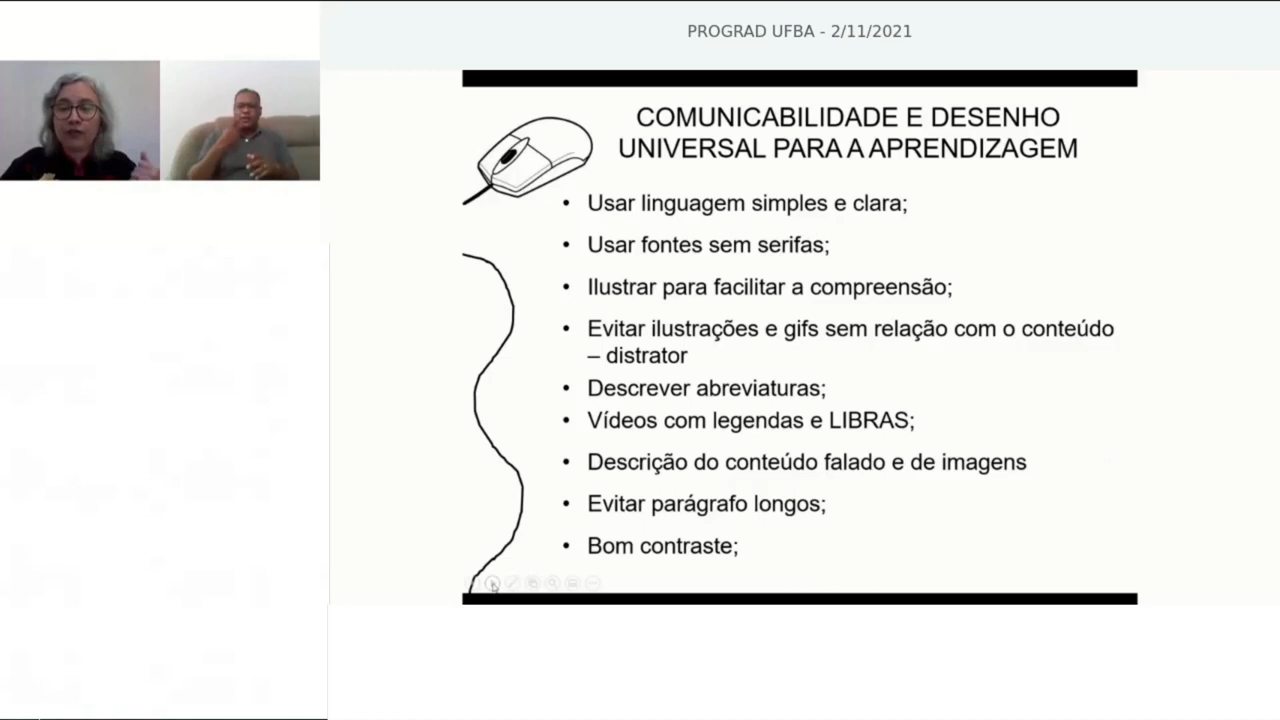 PROGRAD UFBA - 2/11/2021
COMUNICABILIDADE E DESENHO
UNIVERSAL PARA A APRENDIZAGEM
• Usar linguagem simples e clara;
• Usar fontes sem serifas;
• Ilustrar para facilitar a compreensão;
• Evitar ilustrações e gifs sem relação com o conteúdo
– distrator
• Descrever abreviaturas;
• Vídeos com legendas e LIBRAS;
• Descrição do conteúdo falado e de imagens
• Evitar parágrafo longos;
• Bom contraste;